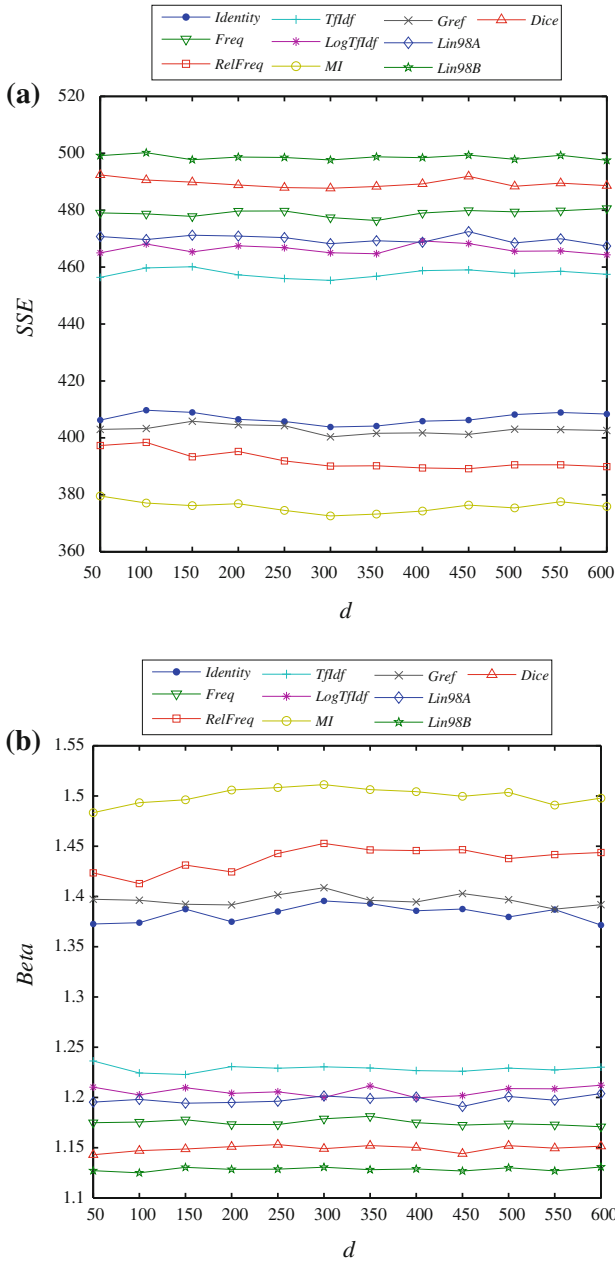 Identity TfIdf Gref Dice
Freq LogTfIdf Lin98A
RelFreq MI Lin98B
(a)
520
500
480
460
440
420
400
380
360
SSE
50 100 150 200 250 300 350 400 450 500 550 600
d
Identity TfIdf Gref Dice
Freq LogTfIdf Lin98A
RelFreq MI Lin98B
(b)
1.55
1.5
1.45
1.4
1.35
1.3
1.25
1.2
1.15
1.1
Beta
50 100 150 200 250 300 350 400 450 500 550 600
d